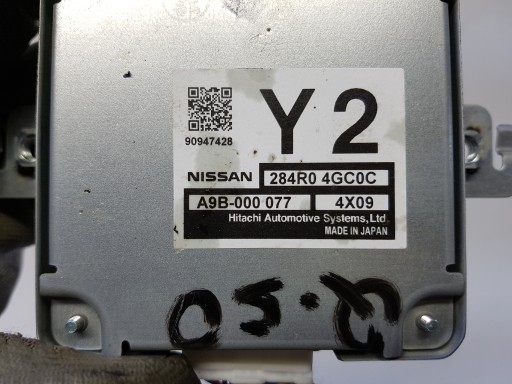 Y2
90947428
NISSAN 284R0 4GC0C
A9B-000 077 4X09
Hitachi Automotive Systems,Ltd.
MADE IN JAPAN